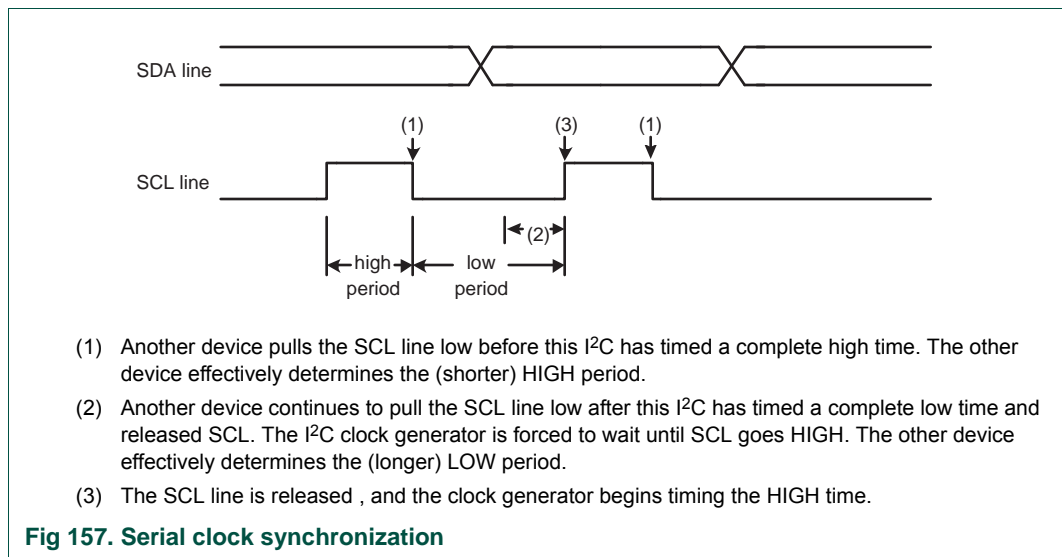 SDA line
(1) (3) (1)
SCL line
(2)
high low
period period
(1) Another device pulls the SCL line low before this I²C has timed a complete high time. The other
device effectively determines the (shorter) HIGH period.
(2) Another device continues to pull the SCL line low after this I²C has timed a complete low time and
released SCL. The I²C clock generator is forced to wait until SCL goes HIGH. The other device
effectively determines the (longer) LOW period.
(3) The SCL line is released , and the clock generator begins timing the HIGH time.
Fig 157. Serial clock synchronization